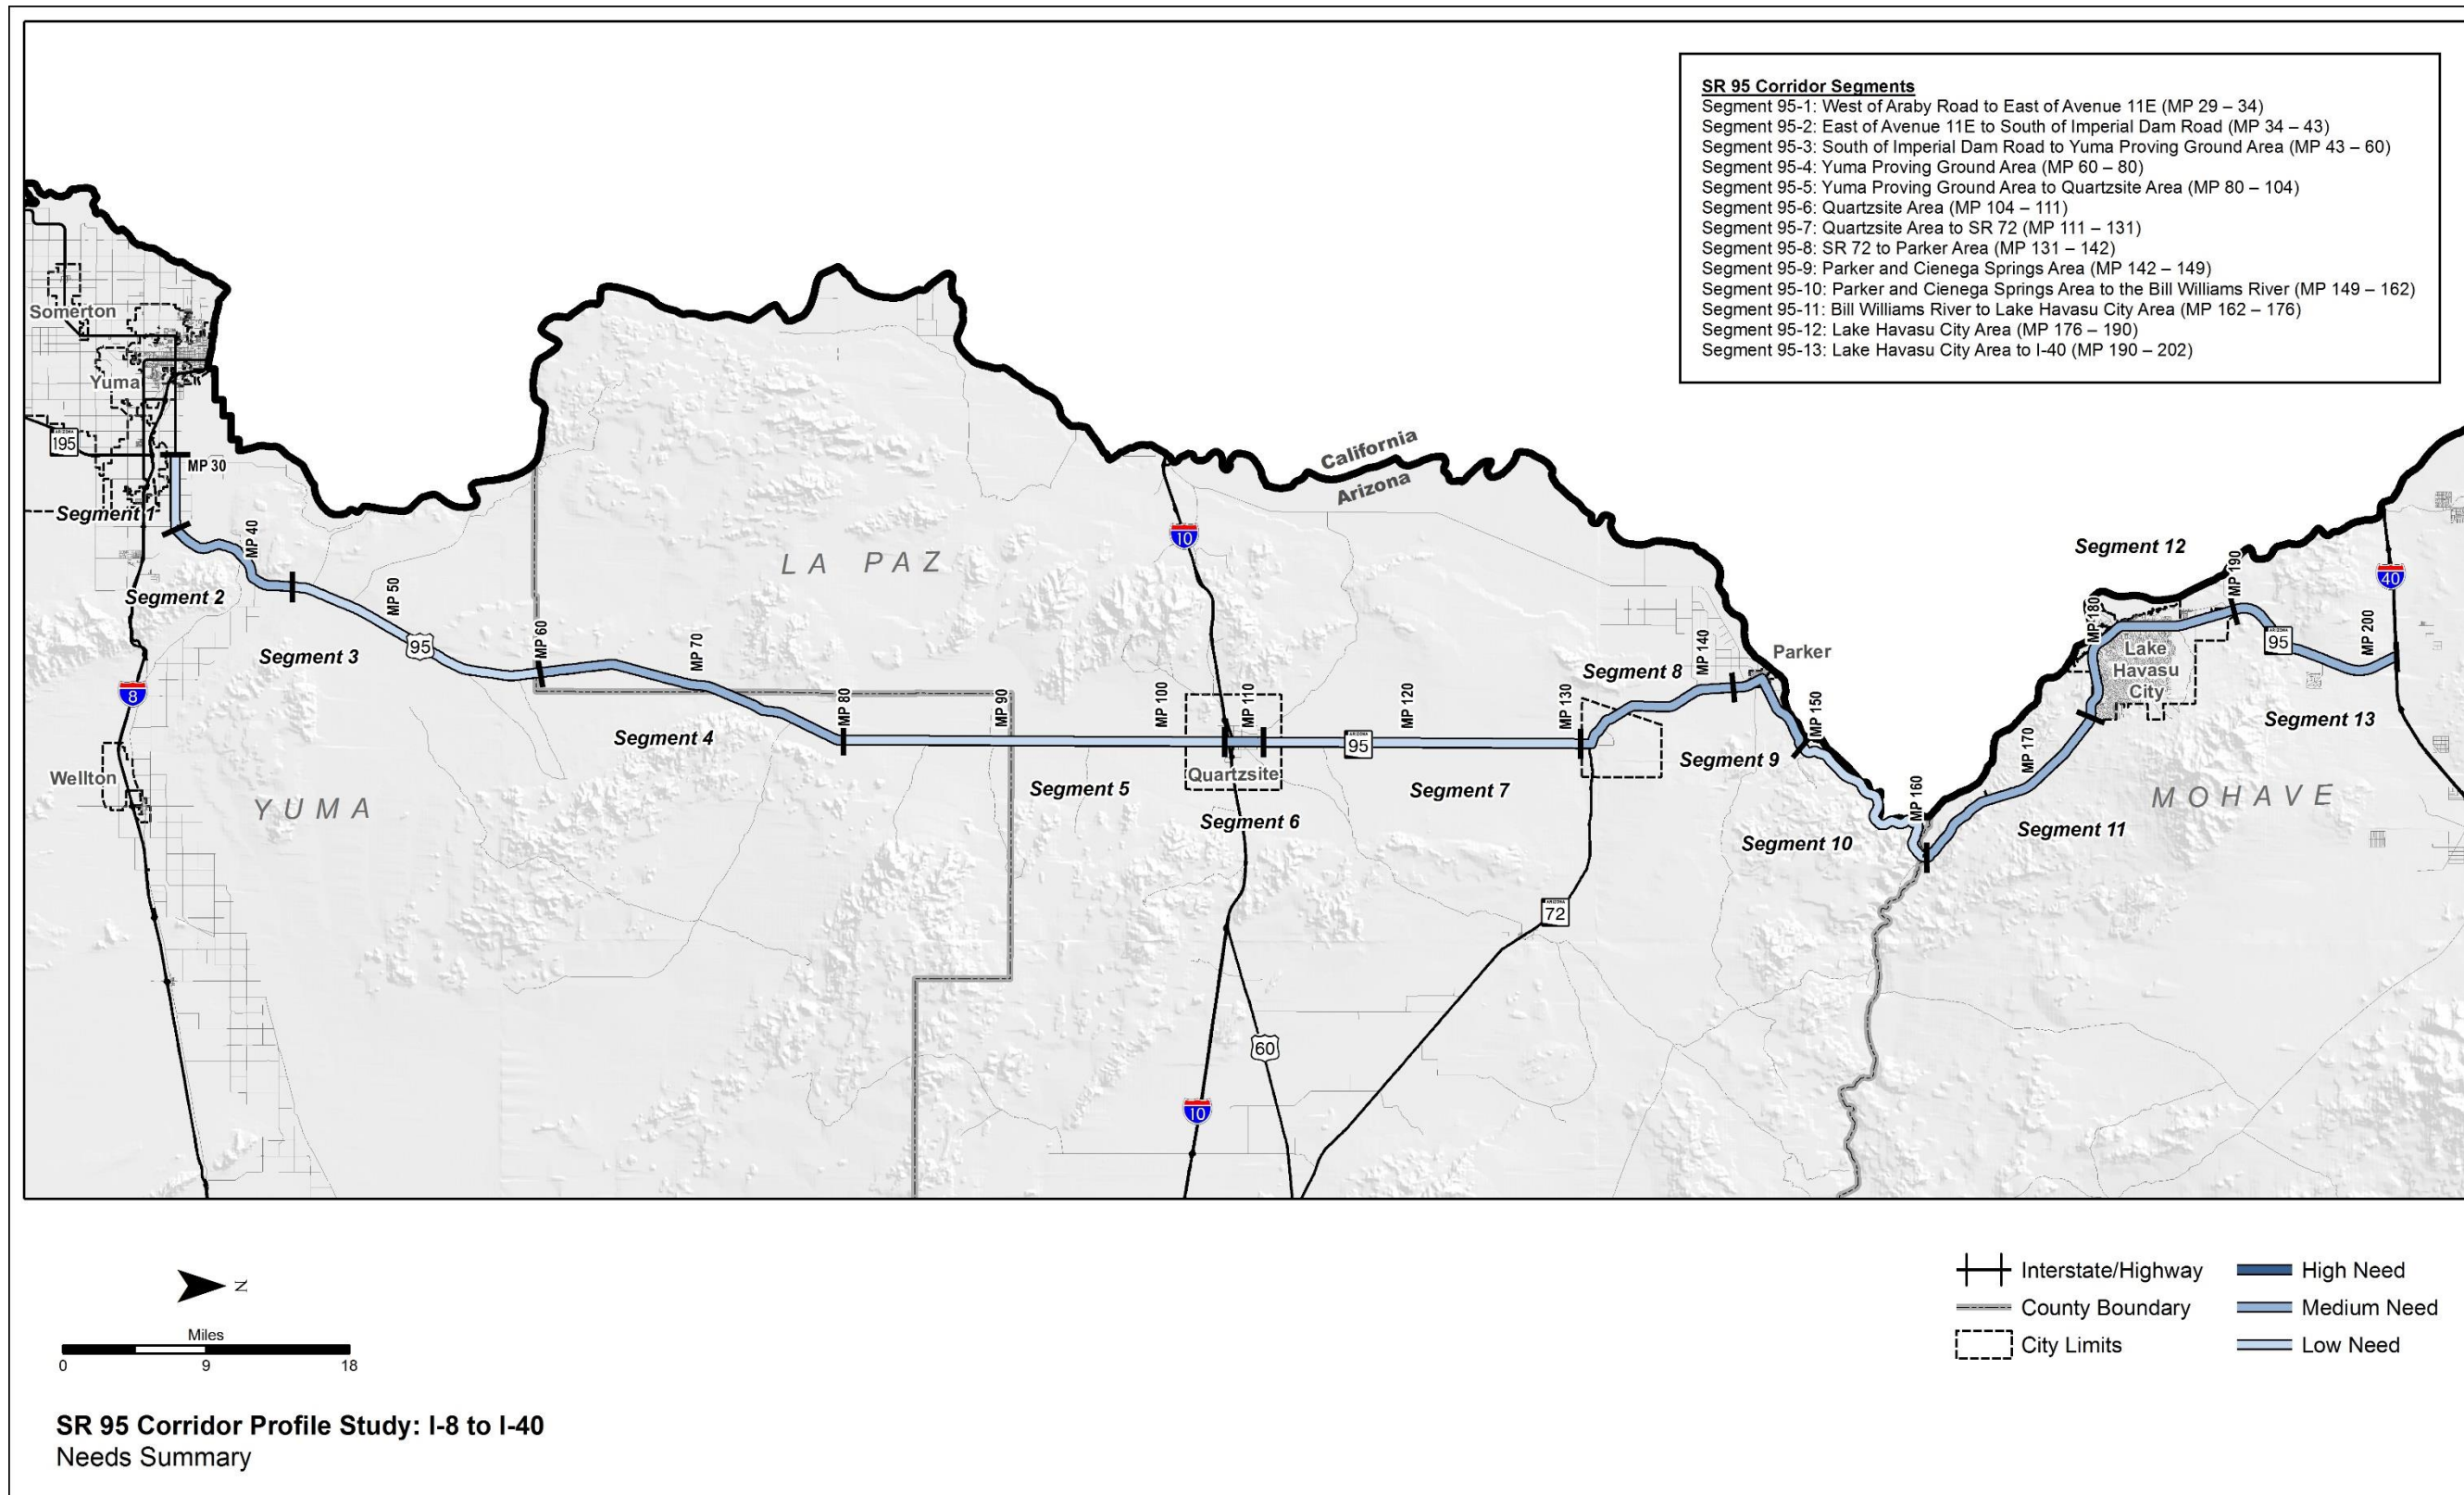 SR 95 Corridor Segments
Segment 95-1: West of Araby Road to East of Avenue 11E (MP 29 – 34)
Segment 95-2: East of Avenue 11E to South of Imperial Dam Road (MP 34 – 43)
Segment 95-3: South of Imperial Dam Road to Yuma Proving Ground Area (MP 43 – 60)
Segment 95-4: Yuma Proving Ground Area (MP 60 – 80)
Segment 95-5: Yuma Proving Ground Area to Quartzsite Area (MP 80 – 104)
Segment 95-6: Quartzsite Area (MP 104 – 111)
Segment 95-7: Quartzsite Area to SR 72 (MP 111 – 131)
Segment 95-8: SR 72 to Parker Area (MP 131 – 142)
Segment 95-9: Parker and Cienega Springs Area (MP 142 – 149)
Segment 95-10: Parker and Cienega Springs Area to the Bill Williams River (MP 149 – 162)
Segment 95-11: Bill Williams River to Lake Havasu City Area (MP 162 – 176)
Segment 95-12: Lake Havasu City Area (MP 176 – 190)
Segment 95-13: Lake Havasu City Area to I-40 (MP 190 – 202)
Somerton
Yuma
ARIZONA
195
MP 30
Segment 1
MP 40
Segment 2
MP 50
95
Segment 3
8
Wellton
YUMA
MP 60
MP 70
Segment 4
MP 80
LA PAZ
MP 90
Segment 5
MP 100
10
MP 110
Quartzsite
Segment 6
California
Arizona
MP 120
ARIZONA
95
Segment 7
MP 130
ARIZONA
72
60
10
Segment 8
MP 140
Parker
Segment 9
MP 150
Segment 10
MP 160
MP 170
Segment 11
MOHAVE
MP 180
Lake
Havasu
City
Segment 12
MP 190
ARIZONA
95
Segment 13
MP 200
40
N
Miles
0
9
18
Interstate/Highway
County Boundary
City Limits
High Need
Medium Need
Low Need
SR 95 Corridor Profile Study: I-8 to I-40
Needs Summary